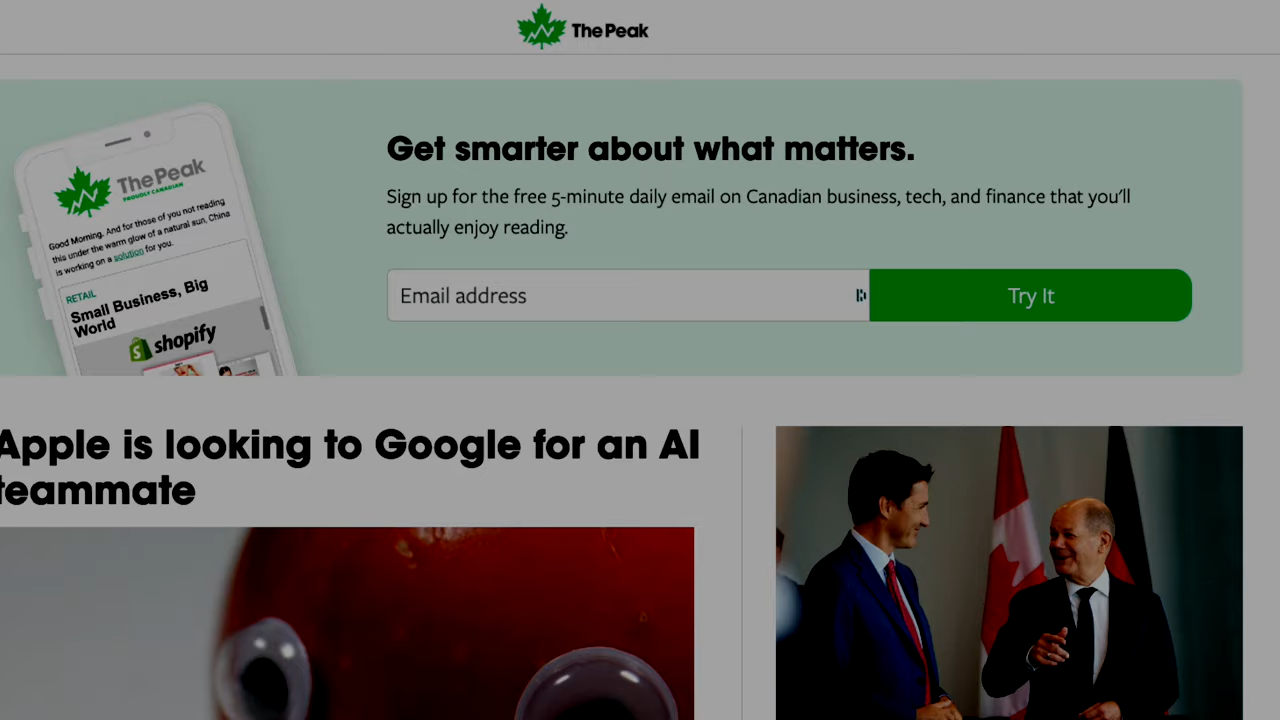 The Peak
Get smarter about what matters.
Sign up for the free 5-minute daily email on Canadian business, tech, and finance that you'll
actually enjoy reading.
Email address
Try It
The Peak
PROUDLY CANADIAN
Good Morning. And for those of you not reading
this under the warm glow of a natural sun, China
is working on a solution for you.
RETAIL
Small Business, Big
World
shopify
Apple is looking to Google for an AI
teammate